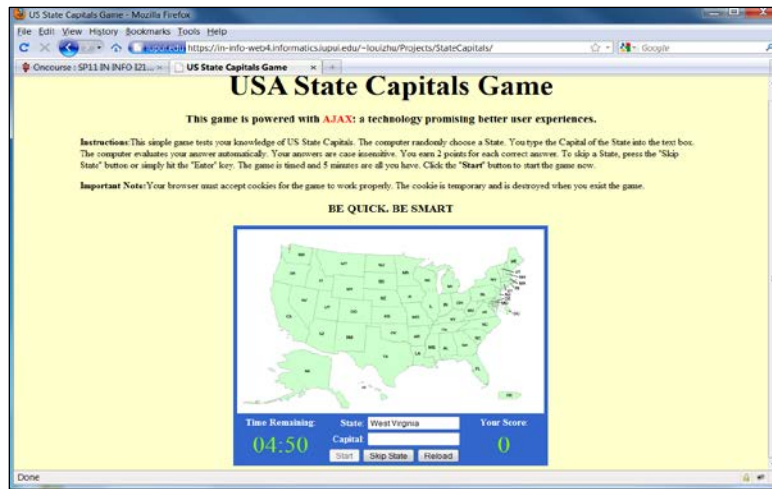 US State Capitals Game - Mozilla Firefox
File Edit View History Bookmarks Tools Help
iupui.edu https://in-info-web4.informatics.iupui.edu/~louizhu/Projects/StateCapitals/
Google
Oncourse : SP11 IN INFO I21...
US State Capitals Game
USA State Capitals Game
This game is powered with AJAX: a technology promising better user experiences.
Instructions:This simple game tests your knowledge of US State Capitals. The computer randomly choose a State. You type the Capital of the State into the text box.
The computer evaluates your answer automatically. Your answers are case insensitive. You earn 2 points for each correct answer. To skip a State, press the "Skip
State" button or simply hit the "Enter" key. The game is timed and 5 minutes are all you have. Click the "Start" button to start the game now.
Important Note:Your browser must accept cookies for the game to work properly. The cookie is temporary and is destroyed when you exist the game.
BE QUICK. BE SMART
Time Remaining:
State: West Virginia
Your Score:
04:50
Capital:
0
Start Skip State Reload
Done